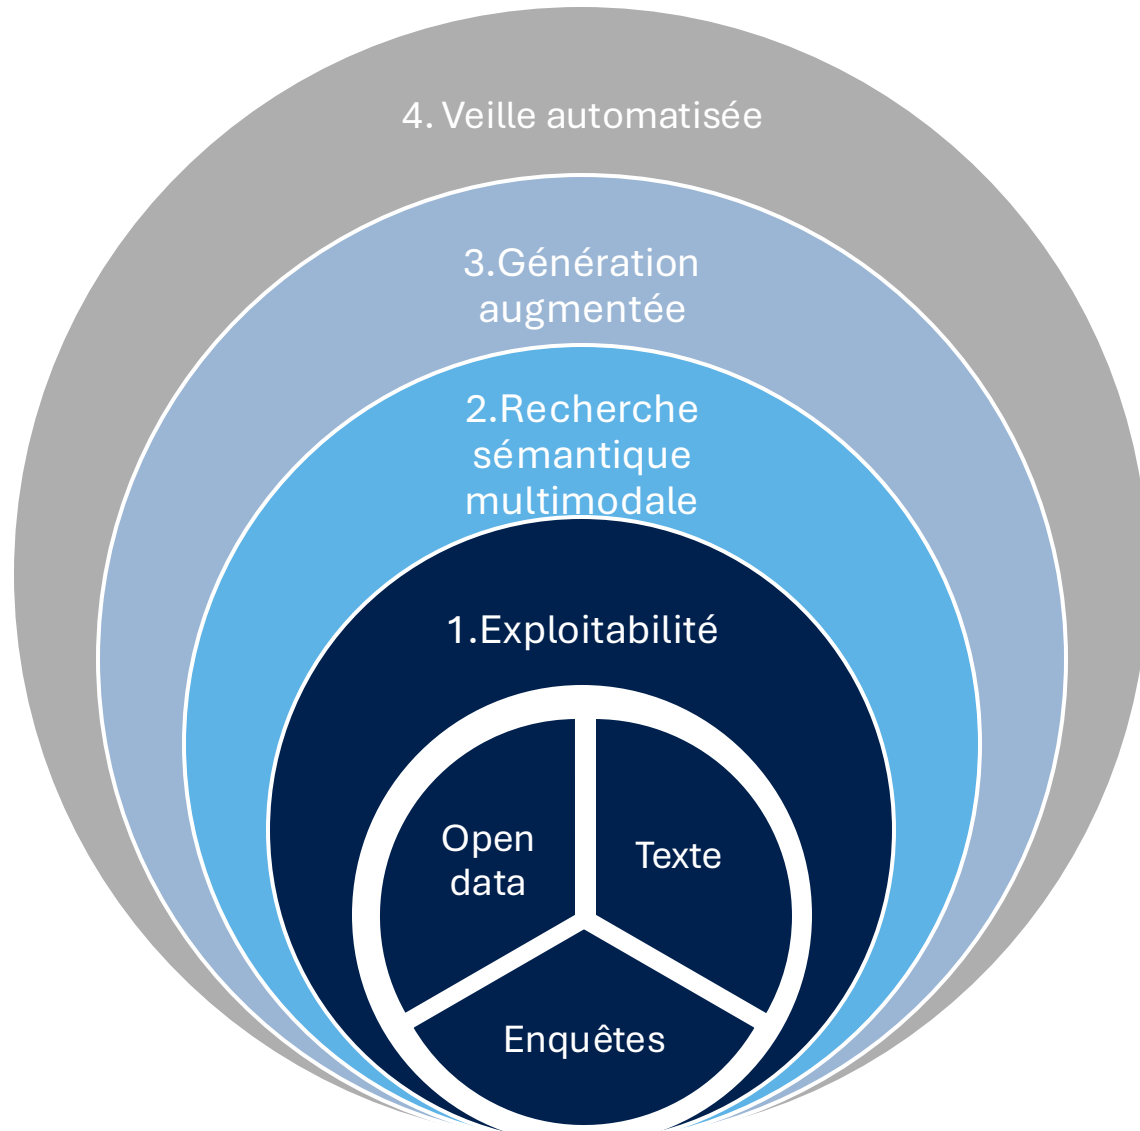 4. Veille automatisée
3.Génération
augmentée
2.Recherche
sémantique
multimodale
1.Exploitabilité
Open
data
Texte
Enquêtes